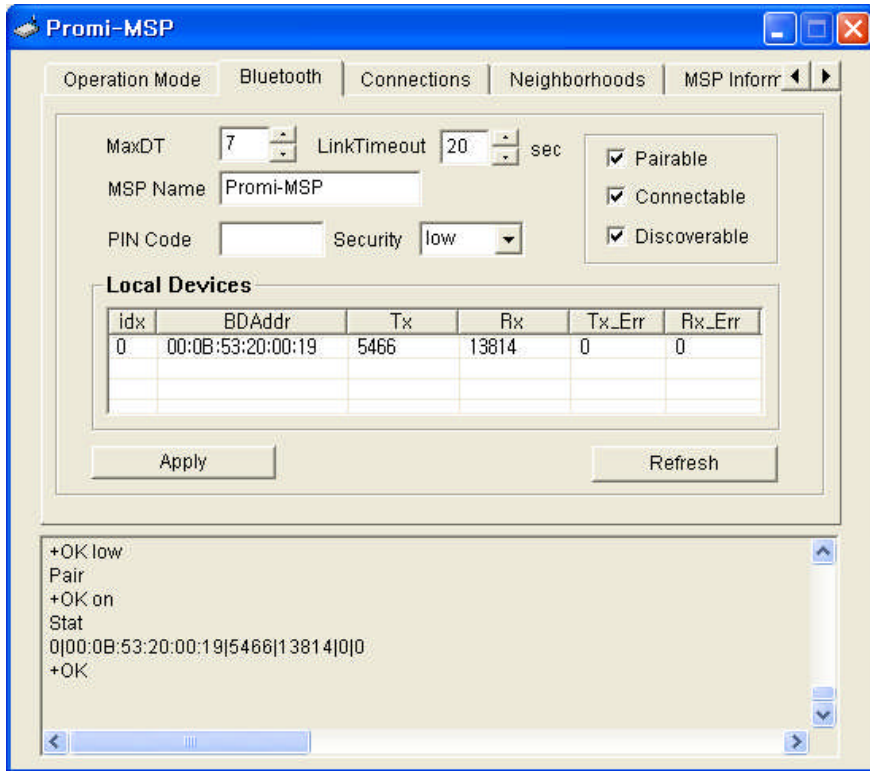 Promi-MSP
Operation Mode Bluetooth Connections Neighborhoods MSP Inform
MaxDT 7 LinkTimeout 20 sec
Pairable
MSP Name Promi-MSP
Connectable
PIN Code Security low
Discoverable
Local Devices
idx BDAddr Tx Rx Tx_Err Rx_Err
0 00:0B:53:20:00:19 5466 13814 0 0
Apply Refresh
+OK low
Pair
+OK on
Stat
0|00:0B:53:20:00:19|5466|13814|0|0
+OK